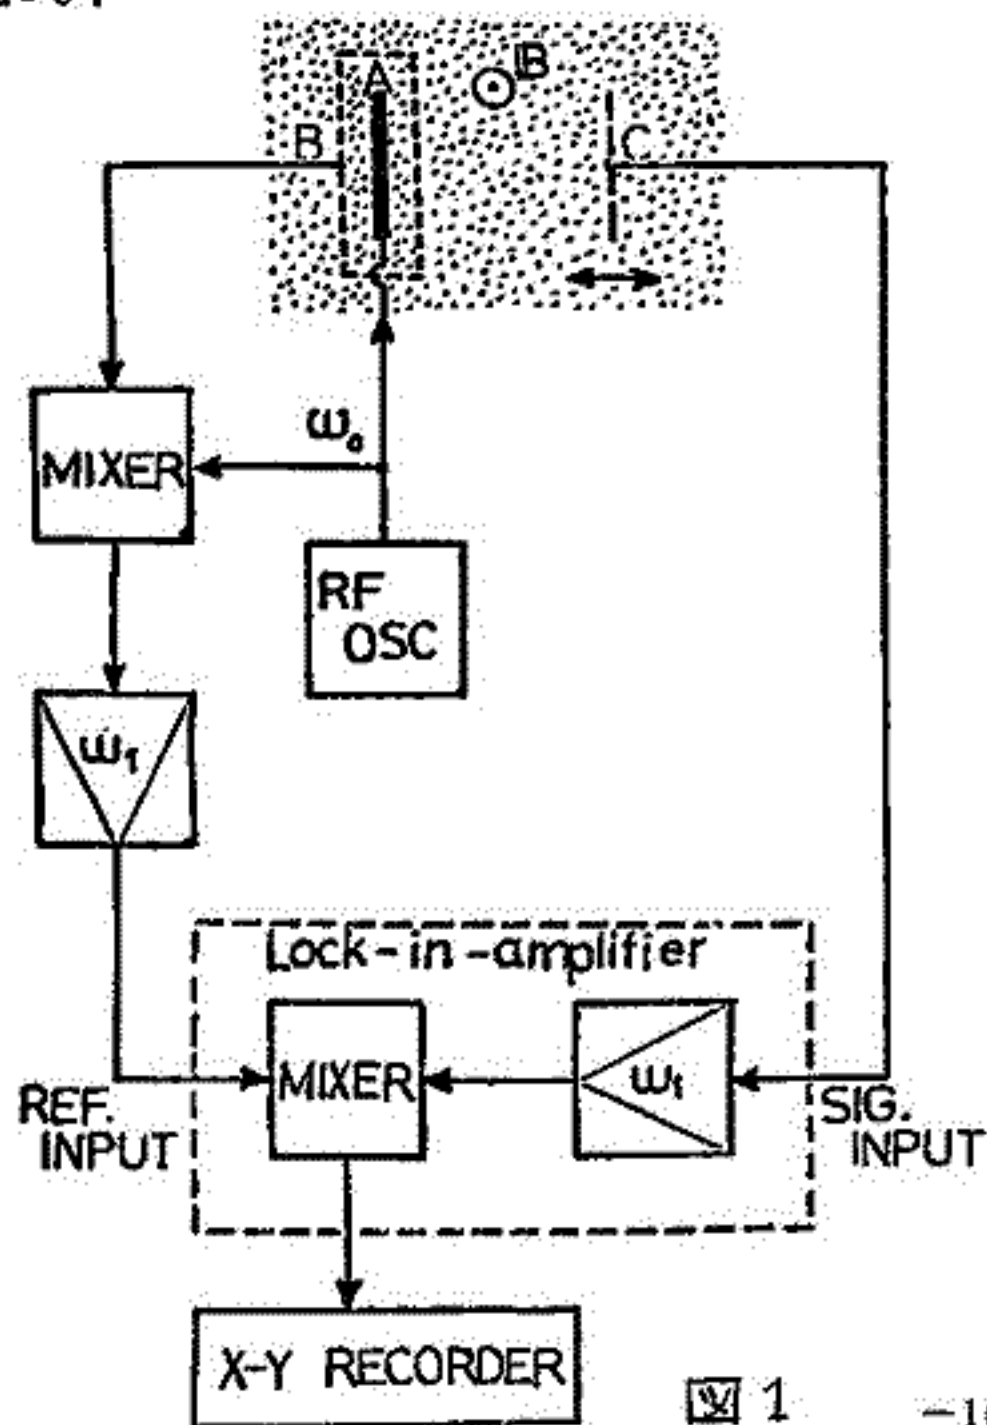 A
B
B
C
MIXER
ω₀
RF
OSC
ω₁
Lock-in-amplifier
MIXER
ω₁
REF.
INPUT
SIG.
INPUT
X-Y RECORDER
図 1